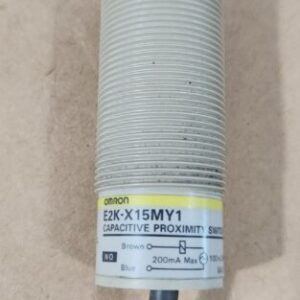 OMRON
E2K-X15MY1
CAPACITIVE PROXIMITY SWIT
Brown
NO 200mA Max
Blue